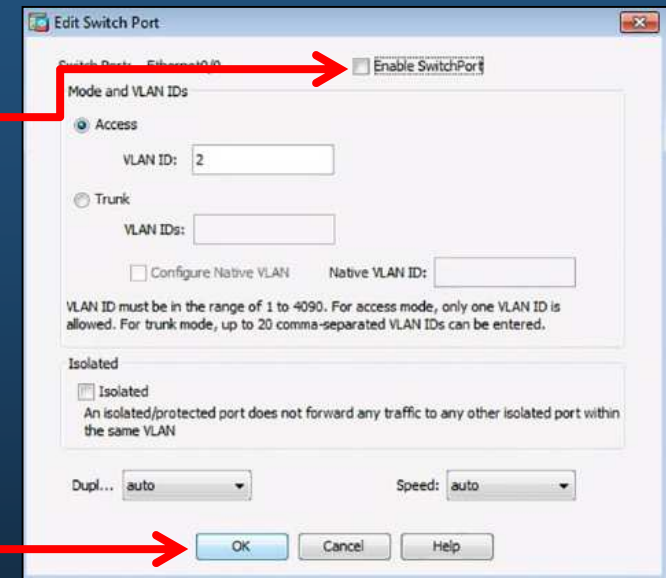 Edit Switch Port
Switch Port: Ethernet0/0 Enable SwitchPort
Mode and VLAN IDs
Access
VLAN ID: 2
Trunk
VLAN IDs:
Configure Native VLAN Native VLAN ID:
VLAN ID must be in the range of 1 to 4090. For access mode, only one VLAN ID is
allowed. For trunk mode, up to 20 comma-separated VLAN IDs can be entered.
Isolated
Isolated
An isolated/protected port does not forward any traffic to any other isolated port within
the same VLAN
Dupl... auto Speed: auto
OK Cancel Help